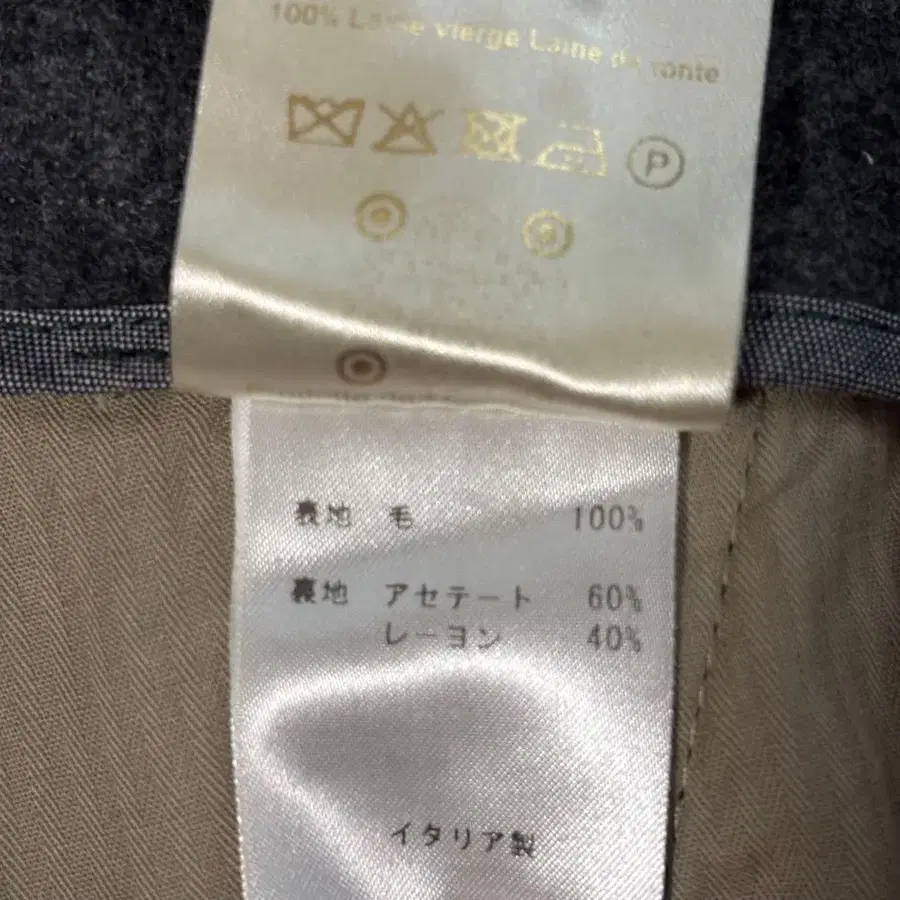 100% Laine vierge Laine de tonte
P
表地 毛 100%
裏地 アセテート 60%
レーヨン 40%
イタリア製